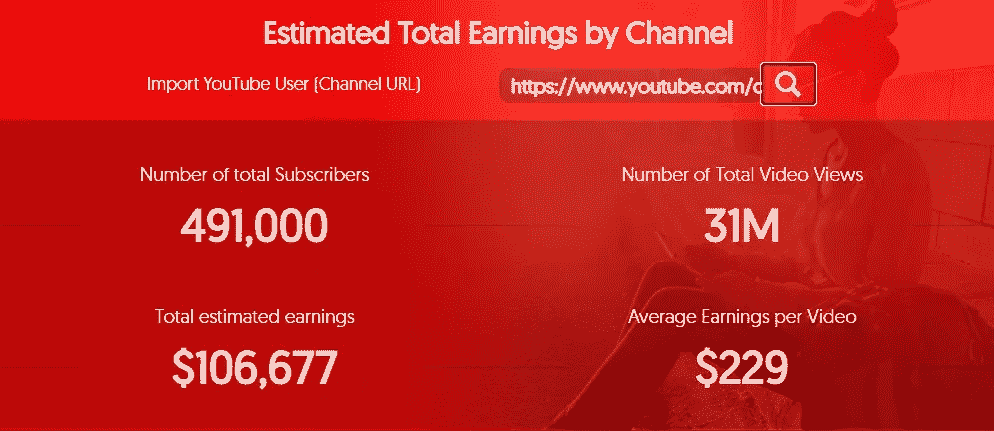 Estimated Total Earnings by Channel
Import YouTube User (Channel URL)
https://www.youtube.com/c
Number of total Subscribers
491,000
Number of Total Video Views
31M
Total estimated earnings
$106,677
Average Earnings per Video
$229